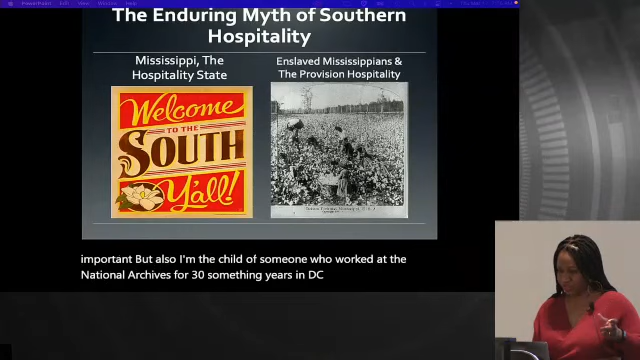 The Enduring Myth of Southern
Hospitality
Mississippi, The
Hospitality State
Enslaved Mississippians &
The Provision Hospitality
Welcome
TO THE
SOUTH
Y'all!
important But also I'm the child of someone who worked at the
National Archives for 30 something years in DC